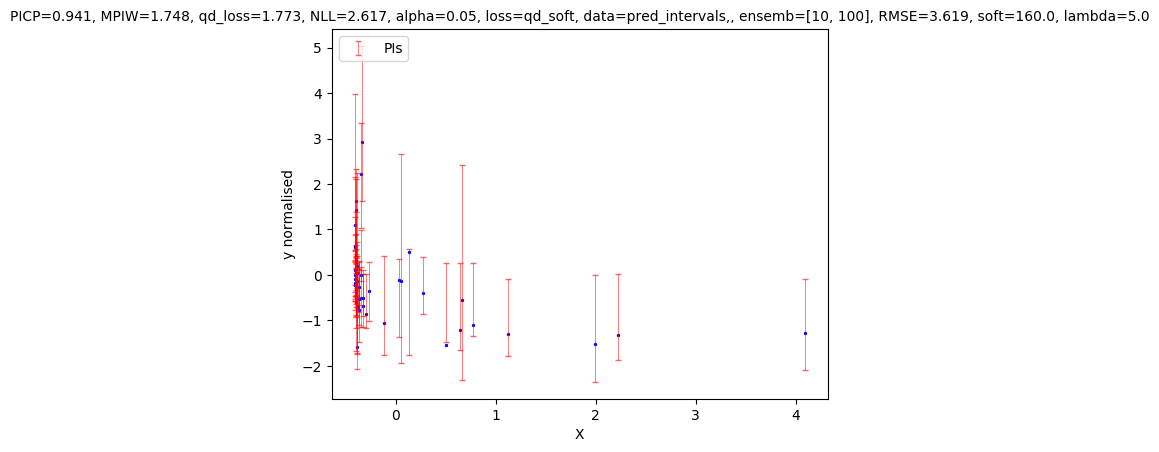 PICP=0.941, MPIW=1.748, qd_loss=1.773, NLL=2.617, alpha=0.05, loss=qd_soft, data=pred_intervals,, ensemb=[10, 100], RMSE=3.619, soft=160.0, lambda=5.0
PIs
5
4
3
2
1
0
−1
−2
y normalised
0 1 2 3 4
X